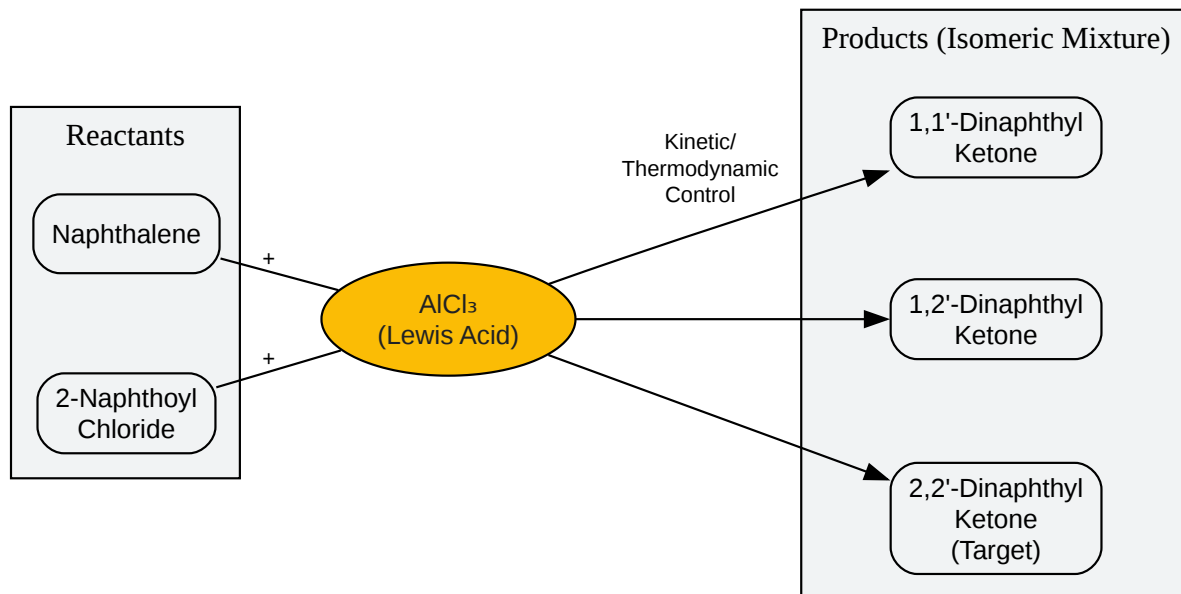 Reactants
Naphthalene
2-Naphthoyl
Chloride
+
+
AlCl₃
(Lewis Acid)
Kinetic/
Thermodynamic
Control
Products (Isomeric Mixture)
1,1'-Dinaphthyl
Ketone
1,2'-Dinaphthyl
Ketone
2,2'-Dinaphthyl
Ketone
(Target)